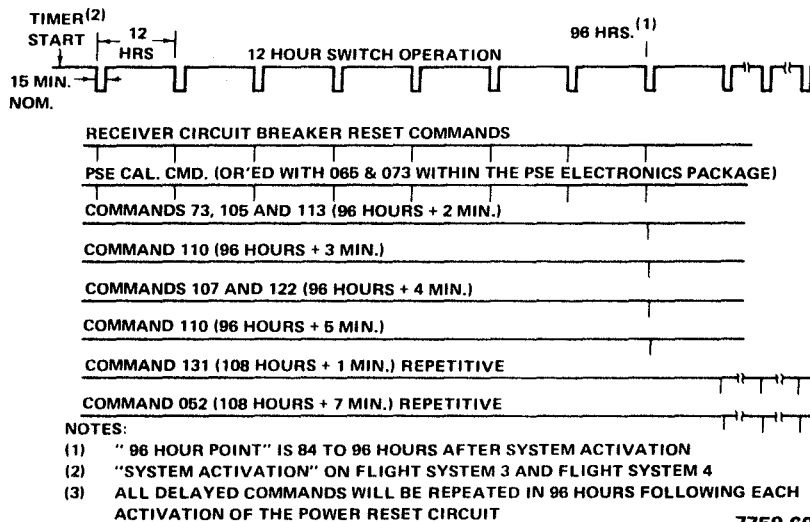 TIMER(2)
START
12
HRS
12 HOUR SWITCH OPERATION
96 HRS.(1)
15 MIN.
NOM.
RECEIVER CIRCUIT BREAKER RESET COMMANDS
PSE CAL. CMD. (OR'ED WITH 065 & 073 WITHIN THE PSE ELECTRONICS PACKAGE)
COMMANDS 73, 105 AND 113 (96 HOURS + 2 MIN.)
COMMAND 110 (96 HOURS + 3 MIN.)
COMMANDS 107 AND 122 (96 HOURS + 4 MIN.)
COMMAND 110 (96 HOURS + 5 MIN.)
COMMAND 131 (108 HOURS + 1 MIN.) REPETITIVE
COMMAND 052 (108 HOURS + 7 MIN.) REPETITIVE
NOTES:
(1) "96 HOUR POINT" IS 84 TO 96 HOURS AFTER SYSTEM ACTIVATION
(2) "SYSTEM ACTIVATION" ON FLIGHT SYSTEM 3 AND FLIGHT SYSTEM 4
(3) ALL DELAYED COMMANDS WILL BE REPEATED IN 96 HOURS FOLLOWING EACH
ACTIVATION OF THE POWER RESET CIRCUIT